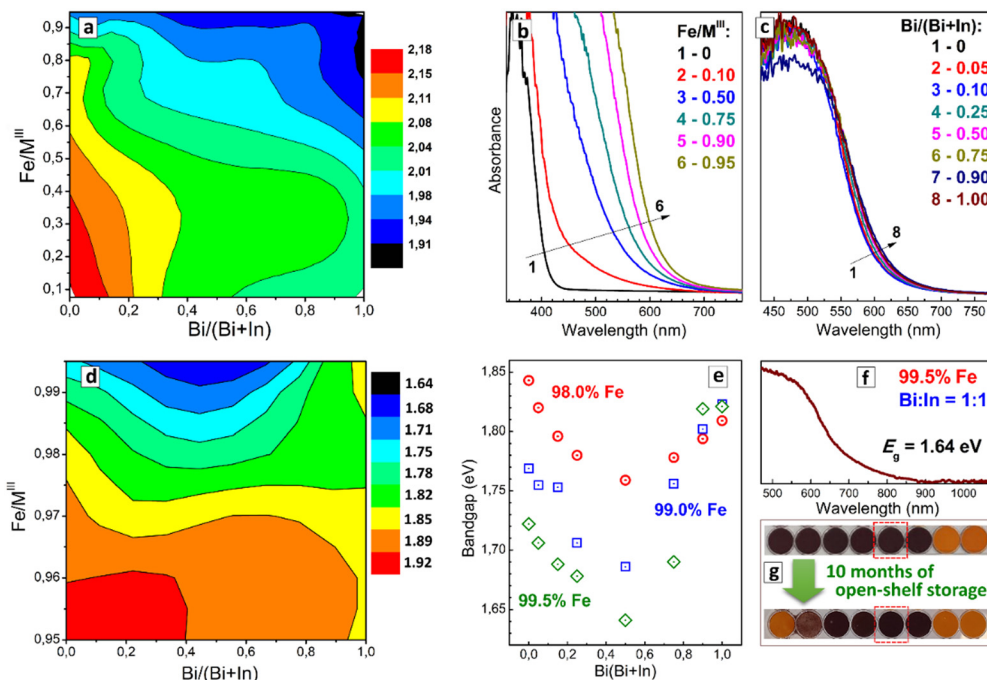 a
Fe/M^III
0,9
0,8
0,7
0,6
0,5
0,4
0,3
0,2
0,1
0,0 0,2 0,4 0,6 0,8 1,0
Bi/(Bi+In)
2,18
2,15
2,11
2,08
2,04
2,01
1,98
1,94
1,91
b
Fe/M^III:
1 - 0
2 - 0.10
3 - 0.50
4 - 0.75
5 - 0.90
6 - 0.95
1
6
Absorbance
400 500 600 700
Wavelength (nm)
c
Bi/(Bi+In):
1 - 0
2 - 0.05
3 - 0.10
4 - 0.25
5 - 0.50
6 - 0.75
7 - 0.90
8 - 1.00
8
1
450 500 550 600 650 700 750
Wavelength (nm)
d
Fe/M^III
0,99
0,98
0,97
0,96
0,95
0,0 0,2 0,4 0,6 0,8 1,0
Bi/(Bi+In)
1.64
1.68
1.71
1.75
1.78
1.82
1.85
1.89
1.92
e
98.0% Fe
99.0% Fe
99.5% Fe
Bandgap (eV)
1,85
1,80
1,75
1,70
1,65
0,0 0,2 0,4 0,6 0,8 1,0
Bi(Bi+In)
f
99.5% Fe
Bi:In = 1:1
E_g = 1.64 eV
500 600 700 800 900 1000
Wavelength (nm)
g
10 months of
open-shelf storage